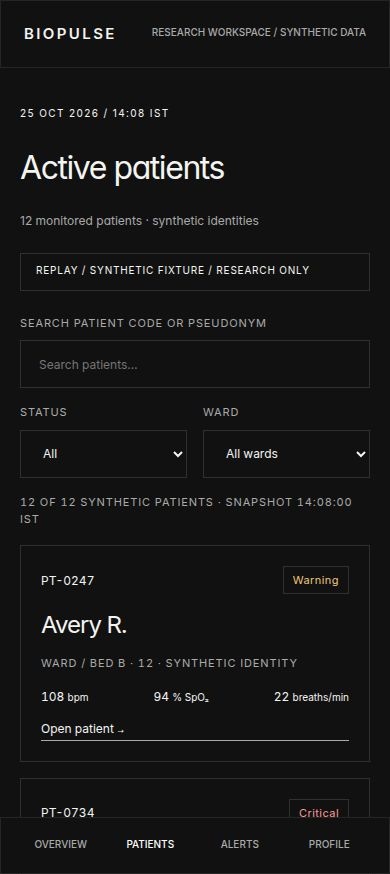 BIOPULSE
RESEARCH WORKSPACE / SYNTHETIC DATA
25 OCT 2026 / 14:08 IST
Active patients
12 monitored patients · synthetic identities
REPLAY / SYNTHETIC FIXTURE / RESEARCH ONLY
SEARCH PATIENT CODE OR PSEUDONYM
Search patients...
STATUS WARD
All All wards
12 OF 12 SYNTHETIC PATIENTS · SNAPSHOT 14:08:00
IST
PT-0247 Warning
Avery R.
WARD / BED B · 12 · SYNTHETIC IDENTITY
108 bpm 94 % SpO₂ 22 breaths/min
Open patient →
PT-0734 Critical
OVERVIEW PATIENTS ALERTS PROFILE